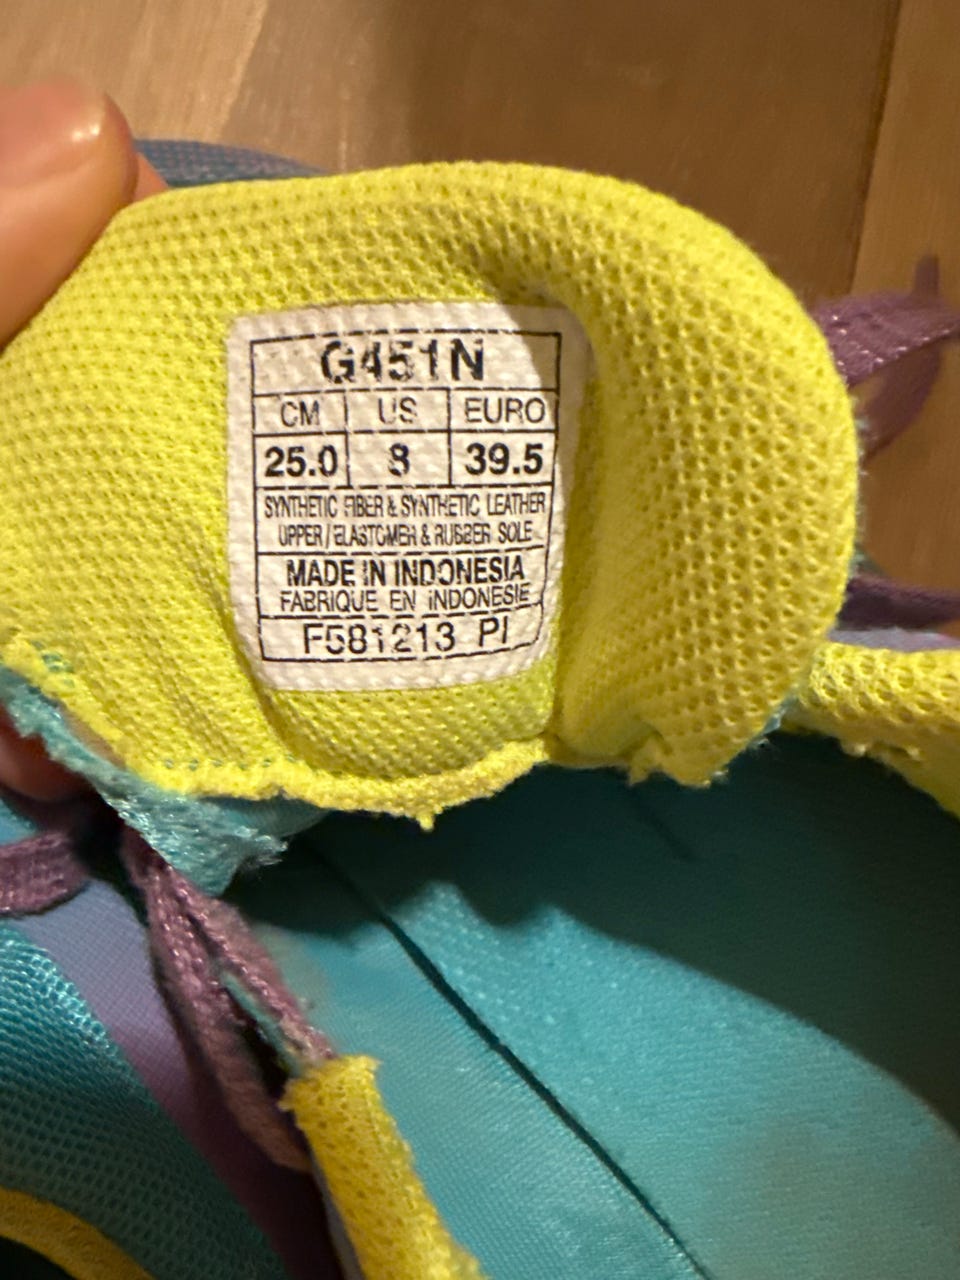 G451N
CM US EURO
25.0 8 39.5
SYNTHETIC FIBER & SYNTHETIC LEATHER
UPPER / ELASTOMER & RUBBER SOLE
MADE IN INDONESIA
FABRIQUE EN INDONESIE
F581213 PI